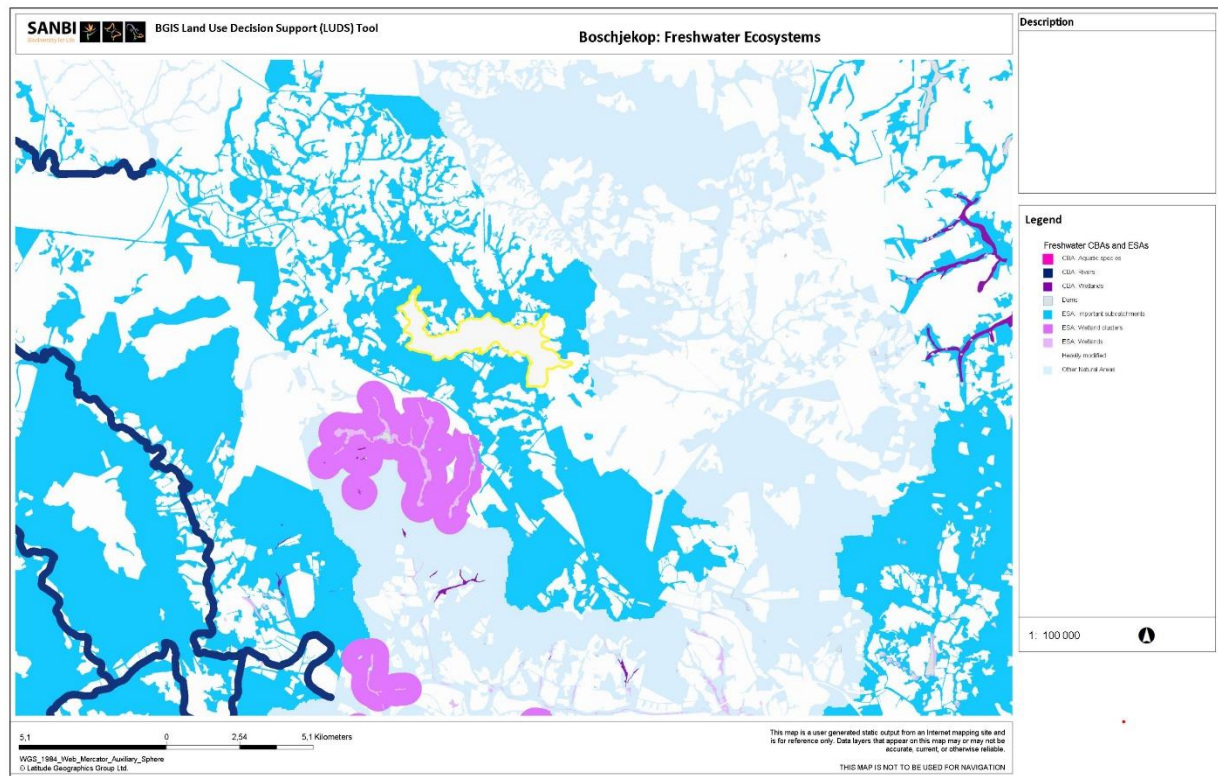 SANBI
Biodiversity for Life
BGIS Land Use Decision Support (LUDS) Tool
Boschjekop: Freshwater Ecosystems
Description
Legend
Freshwater CBAs and ESAs
CBA: Aquatic species
CBA: Rivers
CBA: Wetlands
Dams
ESA: Important subcatchments
ESA: Wetland clusters
ESA: Wetlands
Heavily modified
Other Natural Areas
1: 100 000
5,1
0
2,54
5,1 Kilometers
WGS_1984_Web_Mercator_Auxiliary_Sphere
© Latitude Geographics Group Ltd.
This map is a user generated static output from an Internet mapping site and
is for reference only. Data layers that appear on this map may or may not be
accurate, current, or otherwise reliable.
THIS MAP IS NOT TO BE USED FOR NAVIGATION